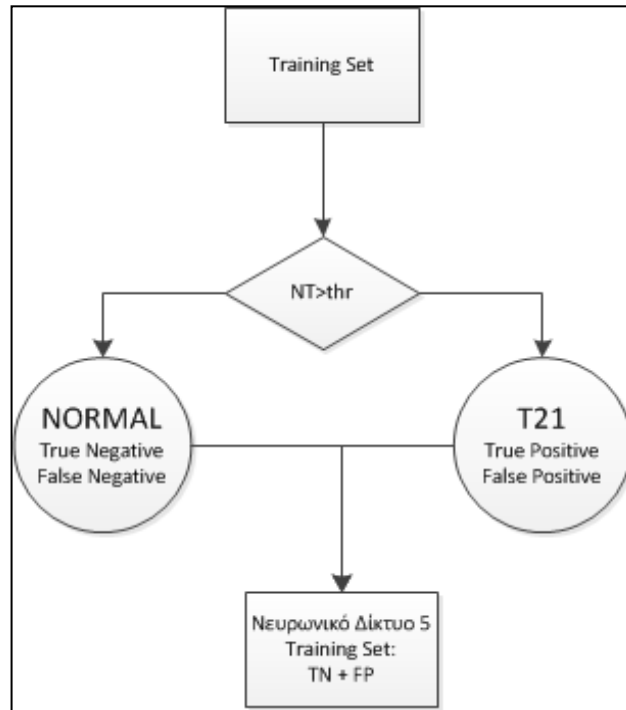 Training Set
NT>thr
NORMAL
True Negative
False Negative
T21
True Positive
False Positive
Νευρωνικό Δίκτυο 5
Training Set:
TN + FP